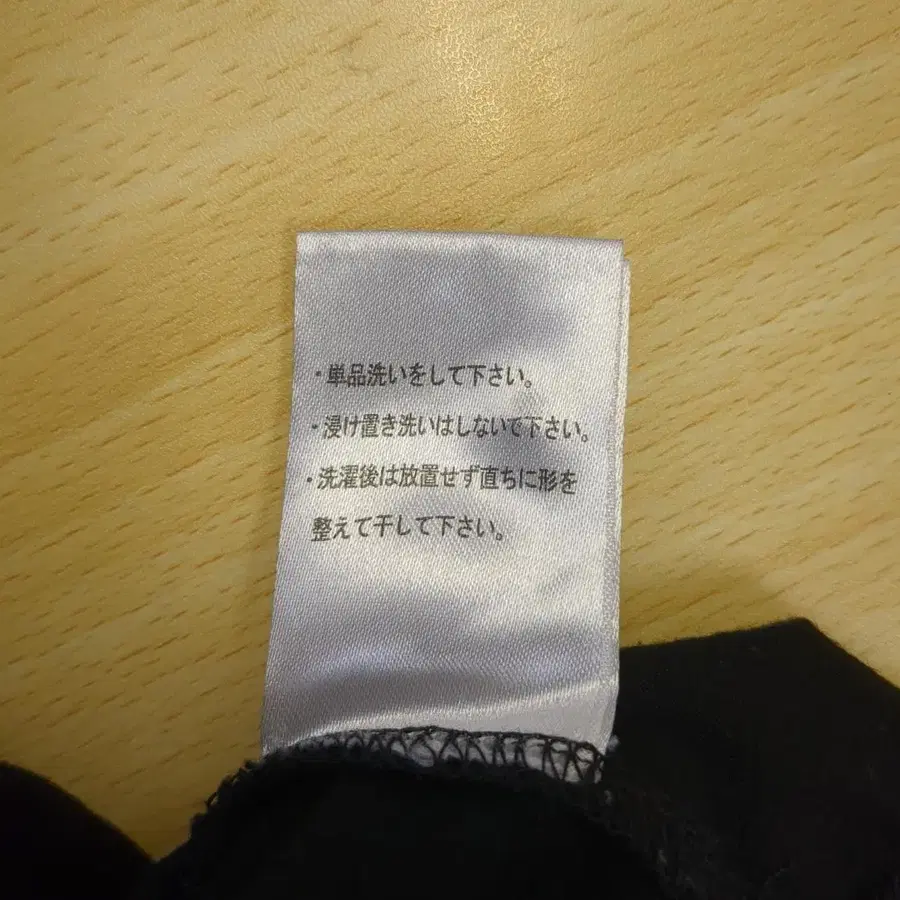 ・単品洗いをして下さい。
・浸け置き洗いはしないで下さい。
・洗濯後は放置せず直ちに形を
整えて干して下さい。